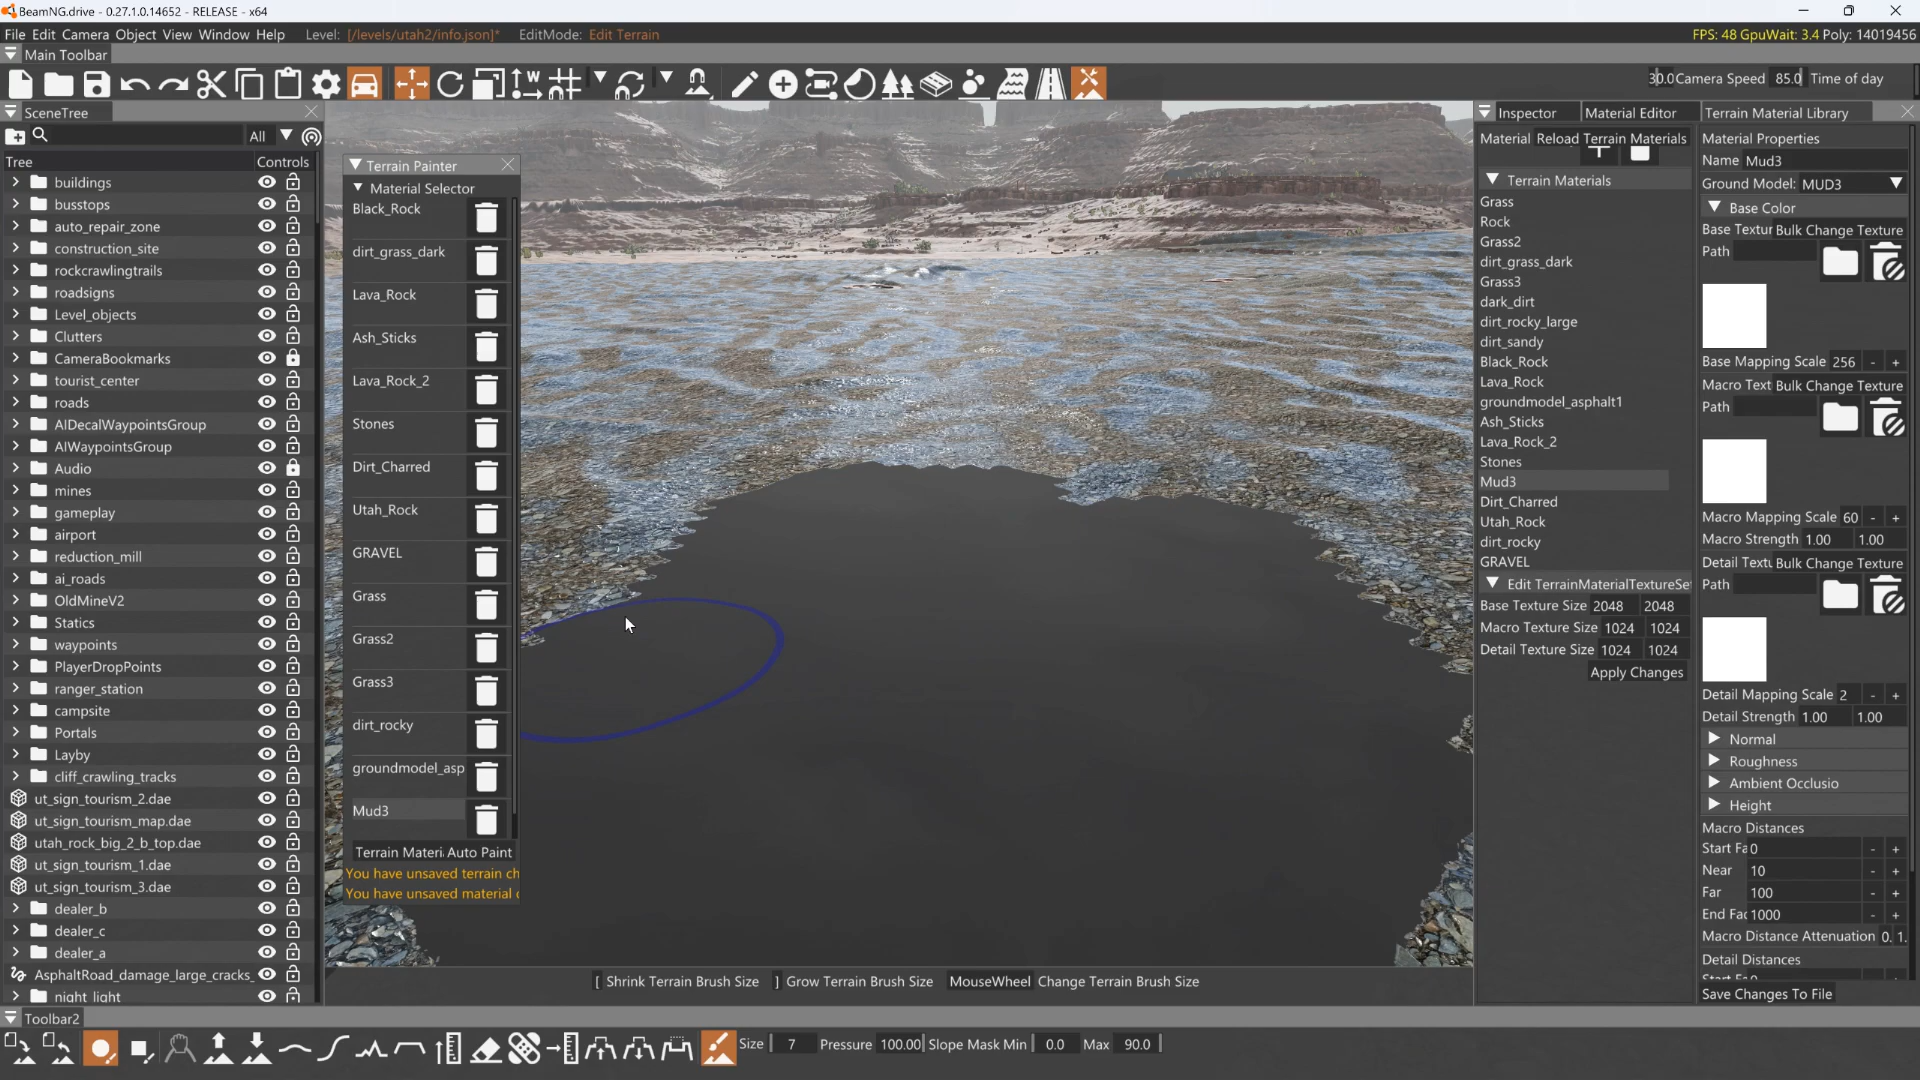 BeamNG.drive - 0.27.1.0.14652 - RELEASE - x64
File Edit Camera Object View Window Help Level: [/levels/utah2/info.json]* EditMode: Edit Terrain
FPS: 48 GpuWait: 3.4 Poly: 14019456
Main Toolbar
30.0 Camera Speed 85.0 Time of day
SceneTree
All
Tree Controls
buildings
busstops
auto_repair_zone
construction_site
rockcrawlingtrails
roadsigns
Level_objects
Clutters
CameraBookmarks
tourist_center
roads
AIDecalWaypointsGroup
AIWaypointsGroup
Audio
mines
gameplay
airport
reduction_mill
ai_roads
OldMineV2
Statics
waypoints
PlayerDropPoints
ranger_station
campsite
Portals
Layby
cliff_crawling_tracks
ut_sign_tourism_2.dae
ut_sign_tourism_map.dae
utah_rock_big_2_b_top.dae
ut_sign_tourism_1.dae
ut_sign_tourism_3.dae
dealer_b
dealer_c
dealer_a
AsphaltRoad_damage_large_cracks_
night_light
Terrain Painter
Material Selector
Black_Rock
dirt_grass_dark
Lava_Rock
Ash_Sticks
Lava_Rock_2
Stones
Dirt_Charred
Utah_Rock
GRAVEL
Grass
Grass2
Grass3
dirt_rocky
groundmodel_asp
Mud3
Terrain Materi Auto Paint
You have unsaved terrain ch
You have unsaved material c
[ Shrink Terrain Brush Size ] Grow Terrain Brush Size MouseWheel Change Terrain Brush Size
Inspector Material Editor Terrain Material Library
Material Reload Terrain Materials
Terrain Materials
Grass
Rock
Grass2
dirt_grass_dark
Grass3
dark_dirt
dirt_rocky_large
dirt_sandy
Black_Rock
Lava_Rock
groundmodel_asphalt1
Ash_Sticks
Lava_Rock_2
Stones
Mud3
Dirt_Charred
Utah_Rock
dirt_rocky
GRAVEL
Edit TerrainMaterialTextureSe
Base Texture Size 2048 2048
Macro Texture Size 1024 1024
Detail Texture Size 1024 1024
Apply Changes
Material Properties
Name Mud3
Ground Model: MUD3
Base Color
Base Textur Bulk Change Texture
Path
Base Mapping Scale 256 - +
Macro Text Bulk Change Texture
Path
Macro Mapping Scale 60 - +
Macro Strength 1.00 1.00
Detail Textu Bulk Change Texture
Path
Detail Mapping Scale 2 - +
Detail Strength 1.00 1.00
Normal
Roughness
Ambient Occlusio
Height
Macro Distances
Start Fa 0 - +
Near 10 - +
Far 100 - +
End Fac 1000 - +
Macro Distance Attenuation 0. 1.
Detail Distances
Start Fa 0
Save Changes To File
Toolbar2
Size 7 Pressure 100.00 Slope Mask Min 0.0 Max 90.0